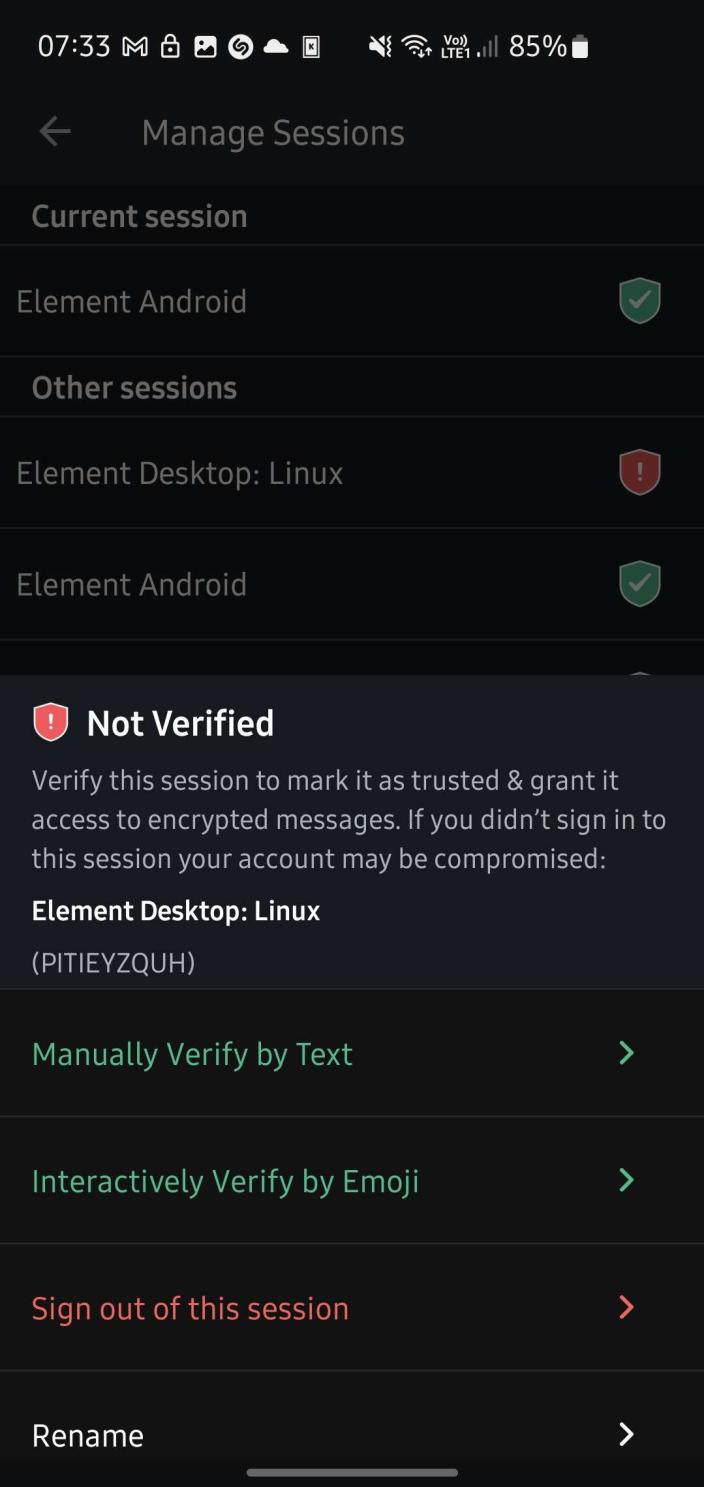 07:33 85%
Vo))
LTE1
Manage Sessions
Current session
Element Android
Other sessions
Element Desktop: Linux
Element Android
Not Verified
Verify this session to mark it as trusted & grant it
access to encrypted messages. If you didn’t sign in to
this session your account may be compromised:
Element Desktop: Linux
(PITIEYZQUH)
Manually Verify by Text
Interactively Verify by Emoji
Sign out of this session
Rename